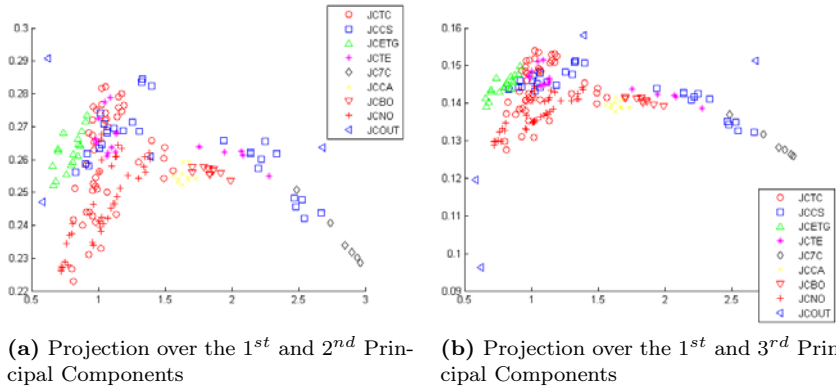 0.3
0.29
0.28
0.27
0.26
0.25
0.24
0.23
0.22
0.5 1 1.5 2 2.5 3
JCTC
JCCS
JCETG
JCTE
JC7C
JCCA
JCBO
JCNO
JCOUT
0.16
0.15
0.14
0.13
0.12
0.11
0.1
0.09
0.5 1 1.5 2 2.5
JCTC
JCCS
JCETG
JCTE
JC7C
JCCA
JCBO
JCNO
JCOUT
(a) Projection over the 1st and 2nd Prin-
cipal Components
(b) Projection over the 1st and 3rd Prin
cipal Components